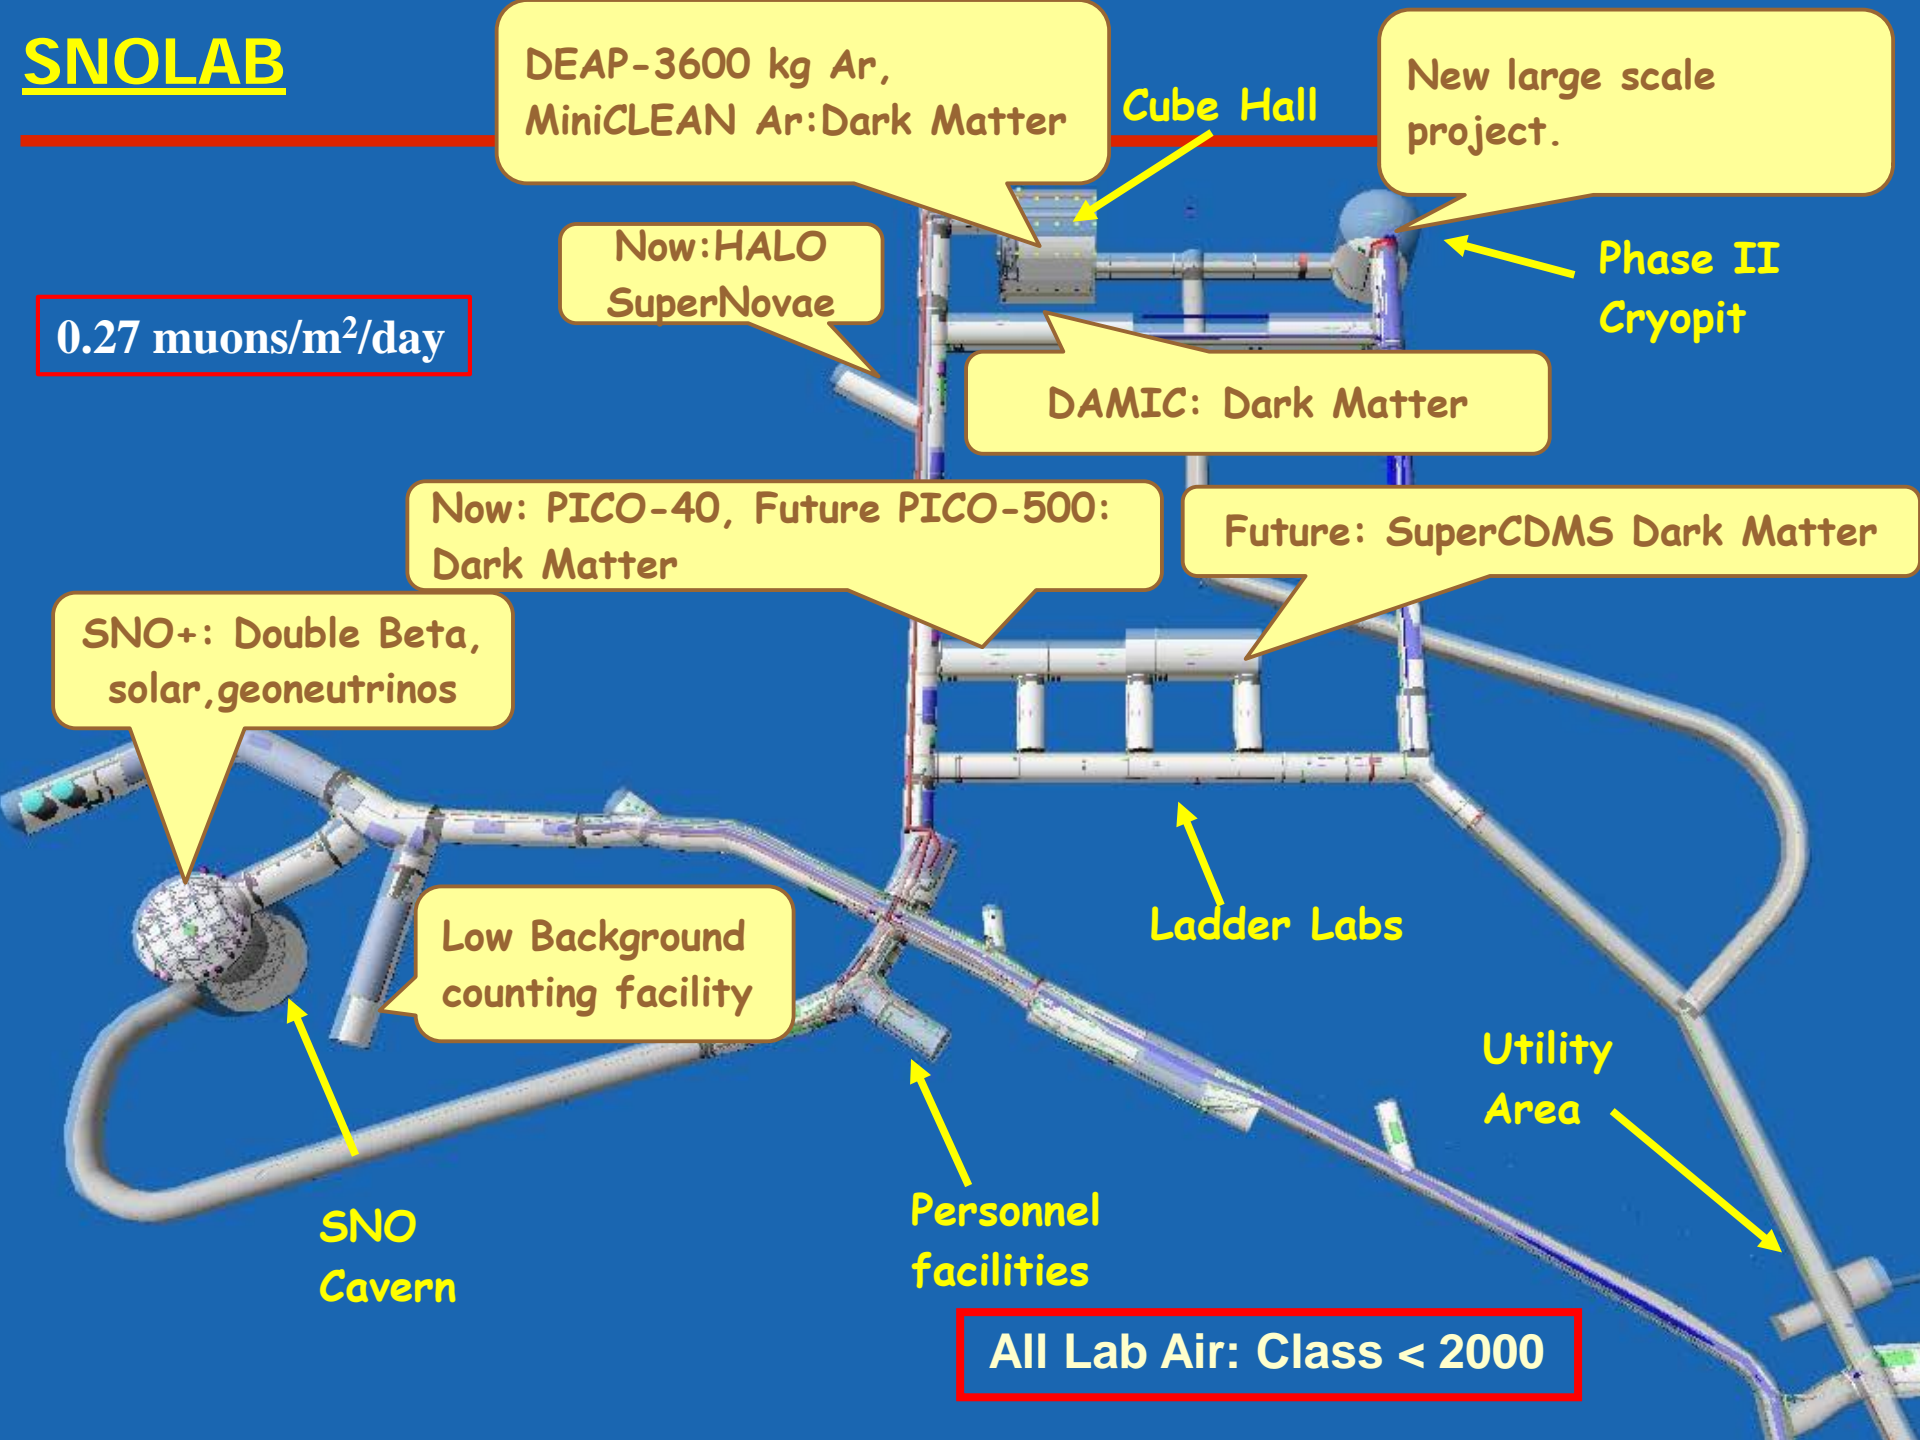 SNOLAB
DEAP-3600 kg Ar,
MiniCLEAN Ar:Dark Matter
Cube Hall
New large scale
project.
Now:HALO
SuperNovae
Phase II
Cryopit
0.27 muons/m²/day
DAMIC: Dark Matter
Now: PICO-40, Future PICO-500:
Dark Matter
Future: SuperCDMS Dark Matter
SNO+: Double Beta,
solar,geoneutrinos
Low Background
counting facility
Ladder Labs
Utility
Area
SNO
Cavern
Personnel
facilities
All Lab Air: Class < 2000